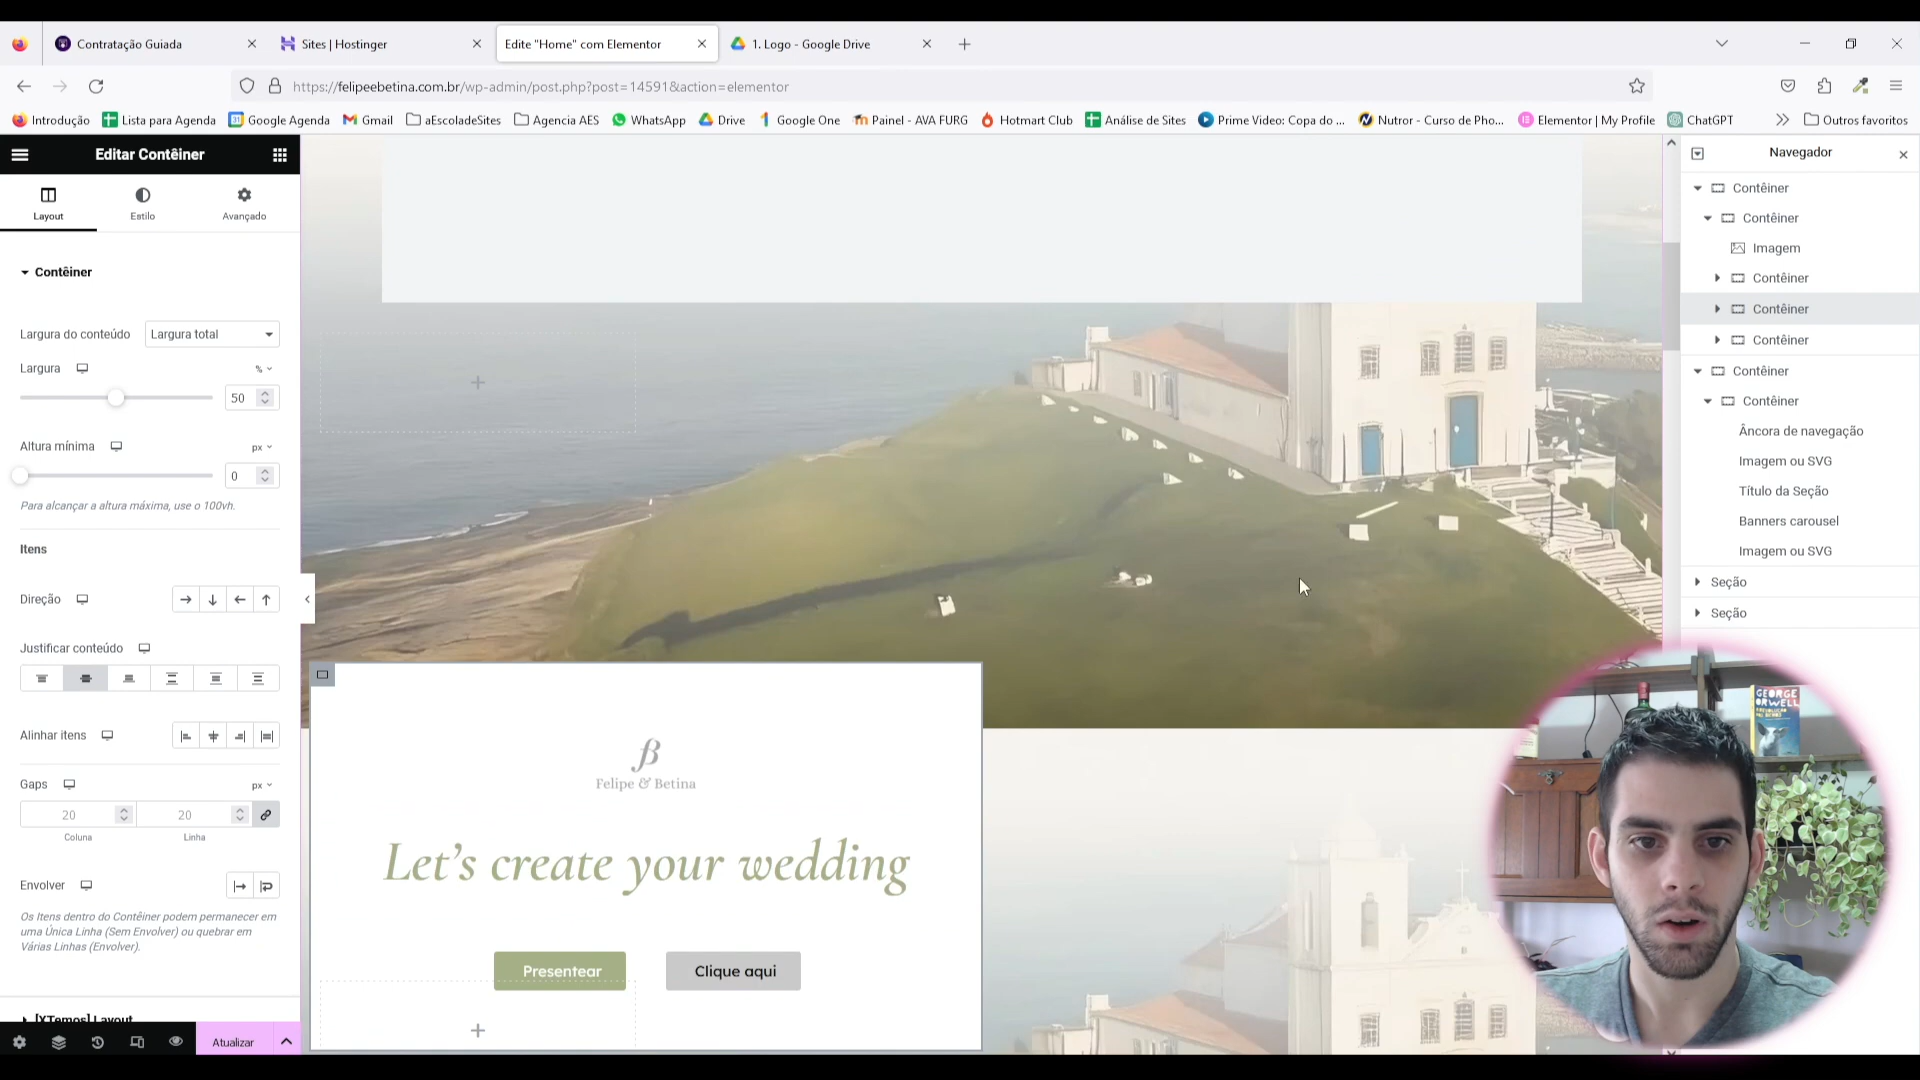 Contratação Guiada
Sites | Hostinger
Edite "Home" com Elementor
1. Logo - Google Drive
https://felipeebetina.com.br/wp-admin/post.php?post=14591&action=elementor
Introdução
Lista para Agenda
Google Agenda
Gmail
aEscoladeSites
Agencia AES
WhatsApp
Drive
Google One
Painel - AVA FURG
Hotmart Club
Análise de Sites
Prime Video: Copa do ...
Nutror - Curso de Pho...
Elementor | My Profile
ChatGPT
Outros favoritos
Editar Contêiner
Layout
Estilo
Avançado
Contêiner
Largura do conteúdo
Largura total
Largura
%
50
Altura mínima
px
0
Para alcançar a altura máxima, use o 100vh.
Itens
Direção
Justificar conteúdo
Alinhar itens
Gaps
px
20
20
Coluna
Linha
Envolver
Os Itens dentro do Contêiner podem permanecer em
uma Única Linha (Sem Envolver) ou quebrar em
Várias Linhas (Envolver).
[XTemos] Layout
Atualizar
β
Felipe & Betina
Let's create your wedding
Presentear
Clique aqui
Navegador
Contêiner
Contêiner
Imagem
Contêiner
Contêiner
Contêiner
Contêiner
Contêiner
Âncora de navegação
Imagem ou SVG
Título da Seção
Banners carousel
Imagem ou SVG
Seção
Seção
GEORGE
ORWELL